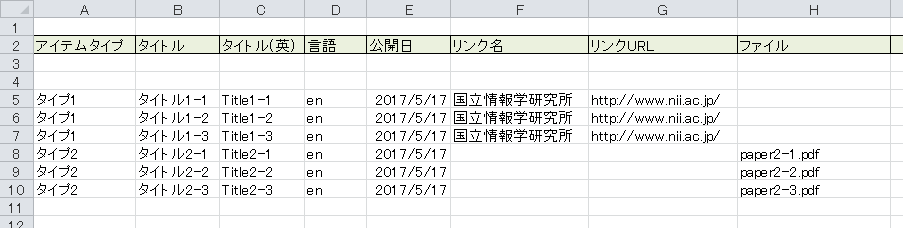 A B C D E F G H
1
2 アイテムタイプ タイトル タイトル(英) 言語 公開日 リンク名 リンクURL ファイル
3
4
5 タイプ1 タイトル1-1 Title1-1 en 2017/5/17 国立情報学研究所 http://www.nii.ac.jp/
6 タイプ1 タイトル1-2 Title1-2 en 2017/5/17 国立情報学研究所 http://www.nii.ac.jp/
7 タイプ1 タイトル1-3 Title1-3 en 2017/5/17 国立情報学研究所 http://www.nii.ac.jp/
8 タイプ2 タイトル2-1 Title2-1 en 2017/5/17 paper2-1.pdf
9 タイプ2 タイトル2-2 Title2-2 en 2017/5/17 paper2-2.pdf
10 タイプ2 タイトル2-3 Title2-3 en 2017/5/17 paper2-3.pdf
11
12